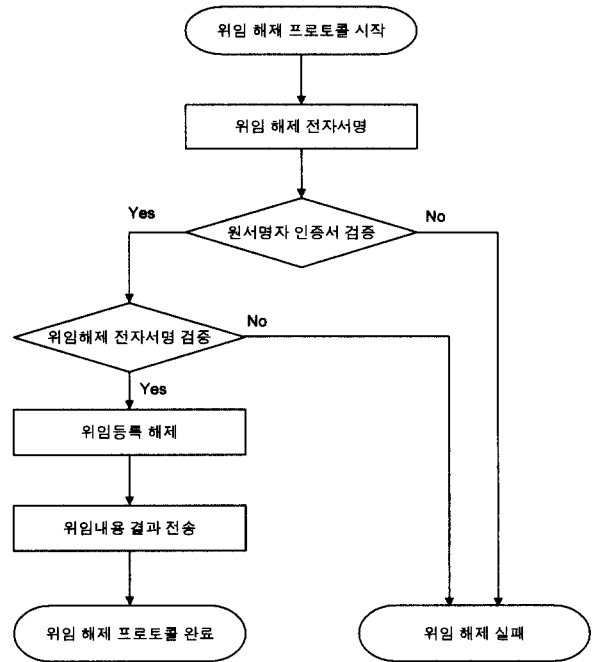 위임 해제 프로토콜 시작
위임 해제 전자서명
Yes
No
원서명자 인증서 검증
위임해제 전자서명 검증
No
Yes
위임등록 해제
위임내용 결과 전송
위임 해제 프로토콜 완료
위임 해제 실패